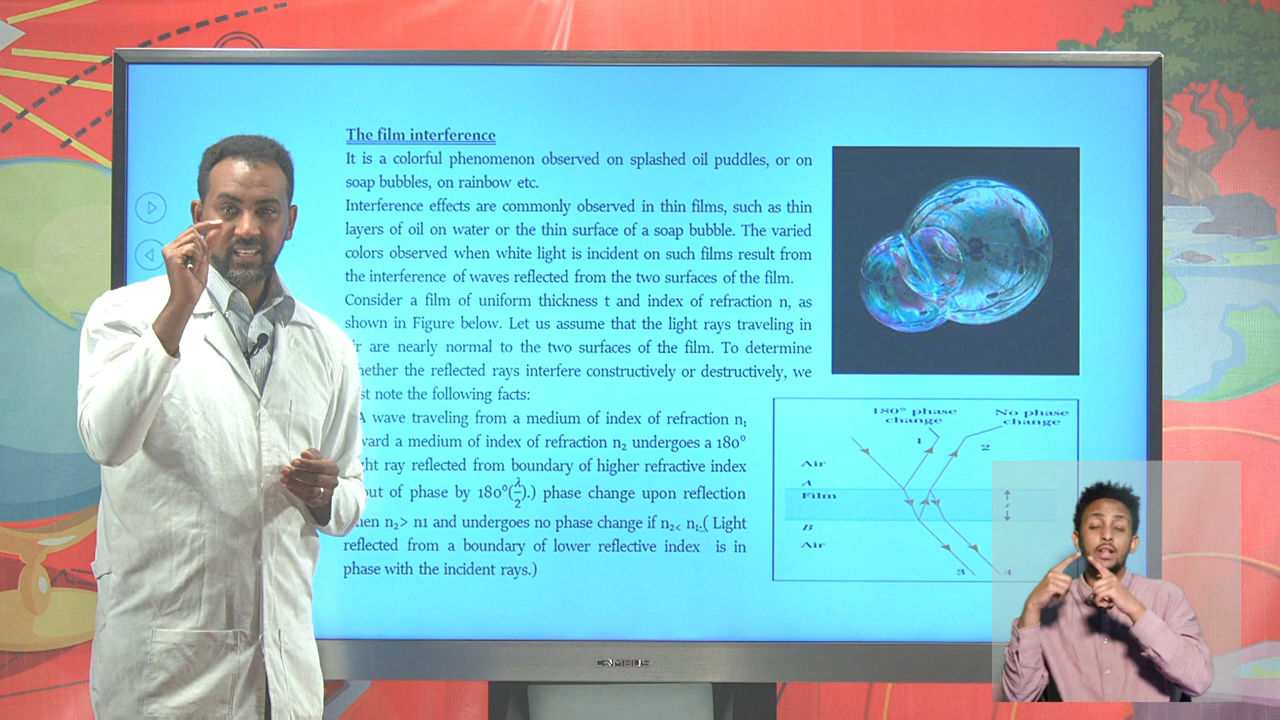 The film interference
It is a colorful phenomenon observed on splashed oil puddles, or on
soap bubbles, on rainbow etc.
Interference effects are commonly observed in thin films, such as thin
layers of oil on water or the thin surface of a soap bubble. The varied
colors observed when white light is incident on such films result from
the interference of waves reflected from the two surfaces of the film.
Consider a film of uniform thickness t and index of refraction n, as
shown in Figure below. Let us assume that the light rays traveling in
are nearly normal to the two surfaces of the film. To determine
the reflected rays interfere constructively or destructively, we
note the following facts:
A wave traveling from a medium of index of refraction n₁
a medium of index of refraction n₂ undergoes a 180°
ray reflected from boundary of higher refractive index
out of phase by 180°(λ/2).) phase change upon reflection
n₂> n1 and undergoes no phase change if n₂< n₁.( Light
reflected from a boundary of lower reflective index is in
phase with the incident rays.)
180° phase
change
No phase
change
1
2
Air
A
Film
t
B
Air
3
4
CAMBUS